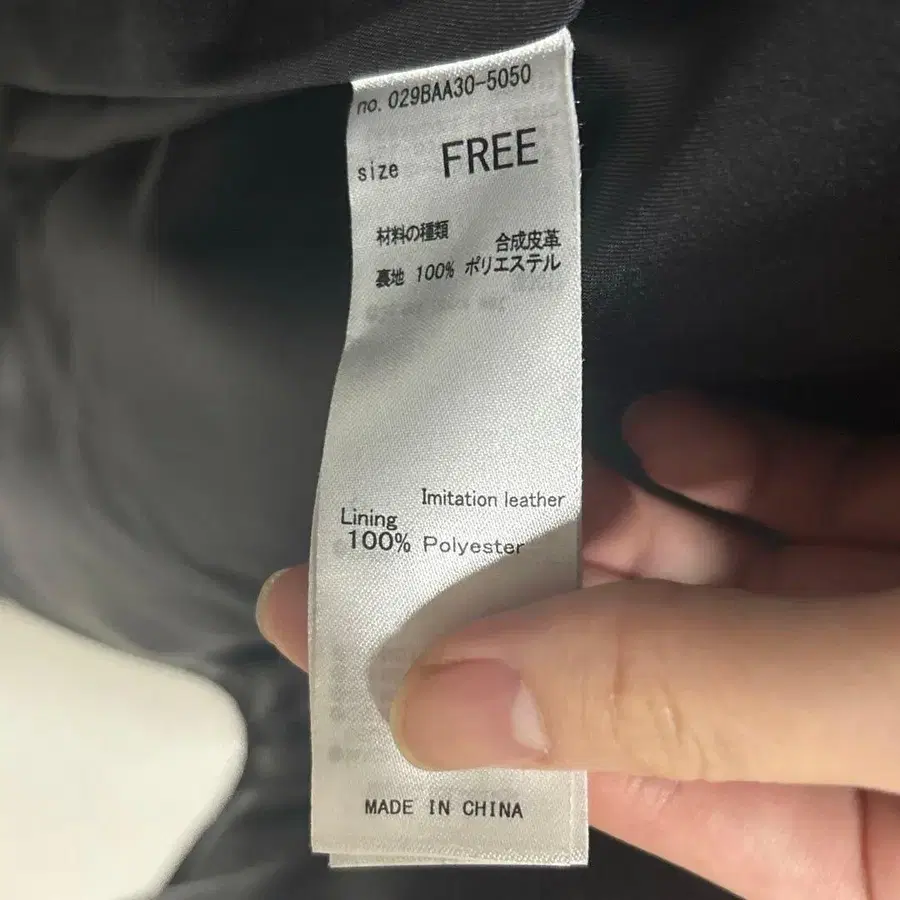 no. 029BAA30-5050
size FREE
材料の種類 合成皮革
裏地 100% ポリエステル
Imitation leather
Lining
100% Polyester
MADE IN CHINA